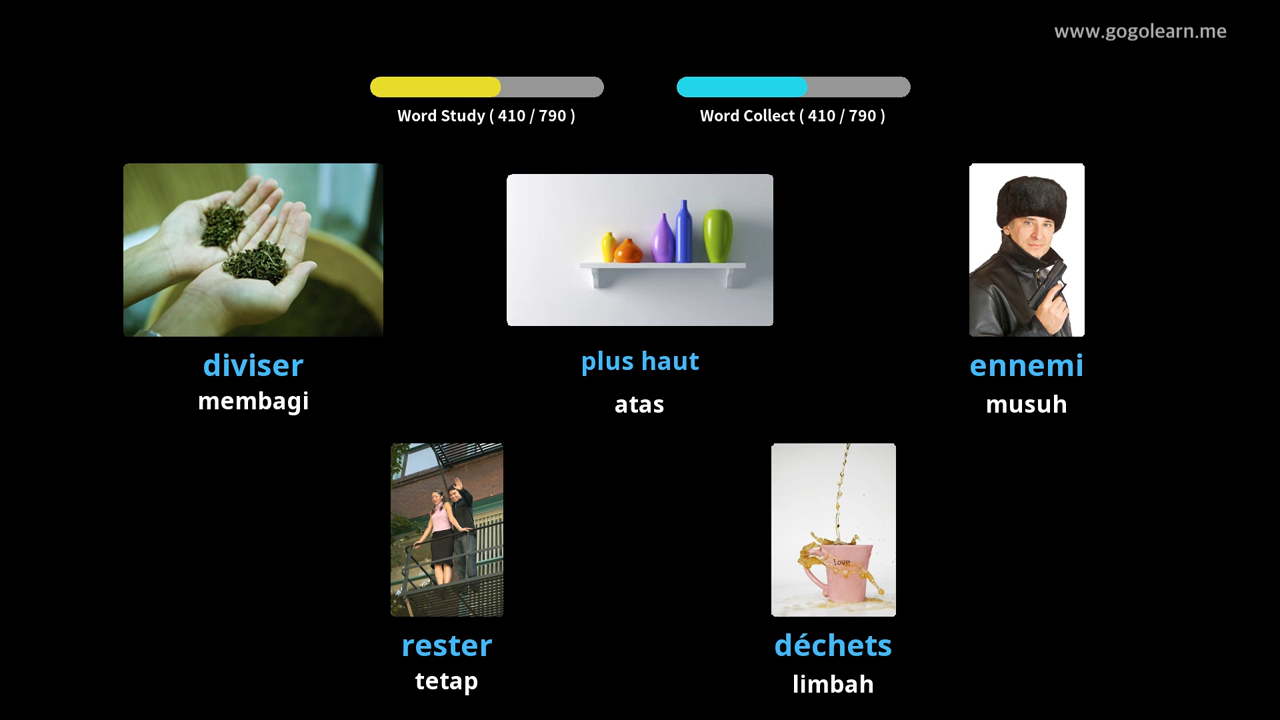 www.gogolearn.me
Word Study ( 410 / 790 )
Word Collect ( 410 / 790 )
diviser
membagi
plus haut
atas
ennemi
musuh
love
rester
tetap
déchets
limbah